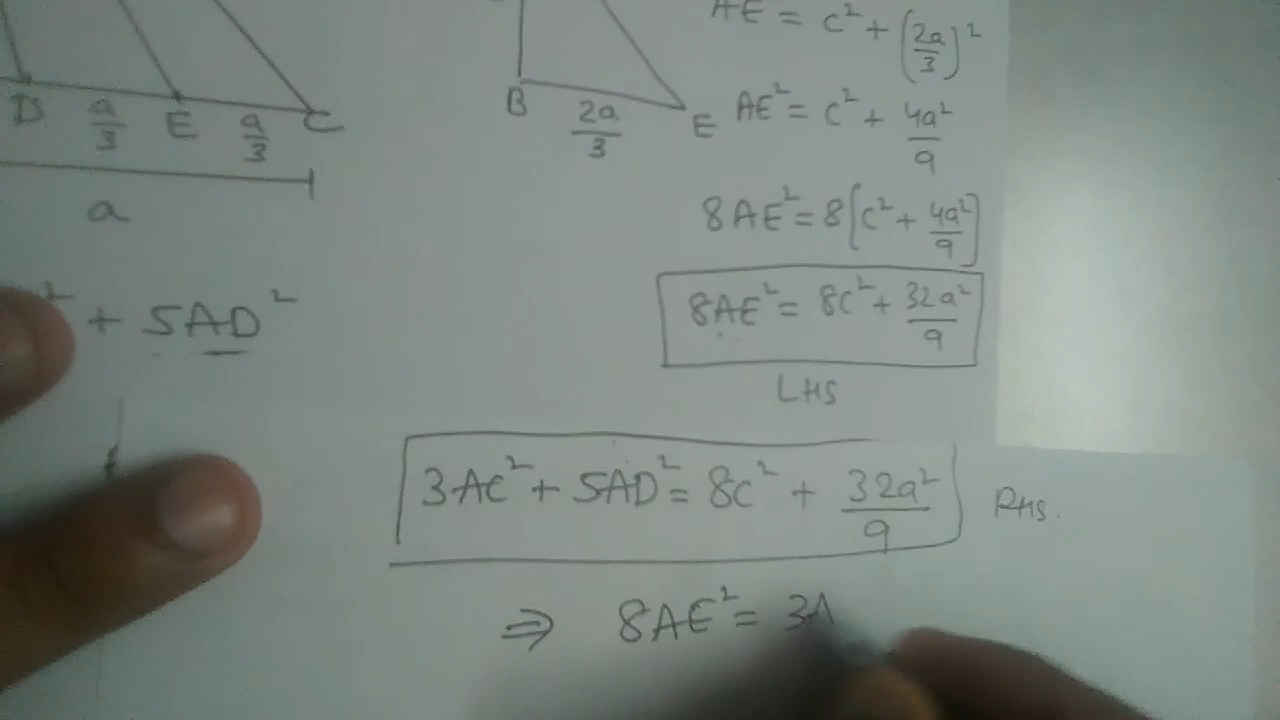 AE = c² + (2a/3)²
D a/3 E a/3 C
B 2a/3 E
AE² = c² + 4a²/9
a
8AE² = 8[c² + 4a²/9]
8AE² = 8c² + 32a²/9
² + 5AD²
LHS
3AC² + 5AD² = 8c² + 32a²/9 RHS.
⇒ 8AE² = 3A